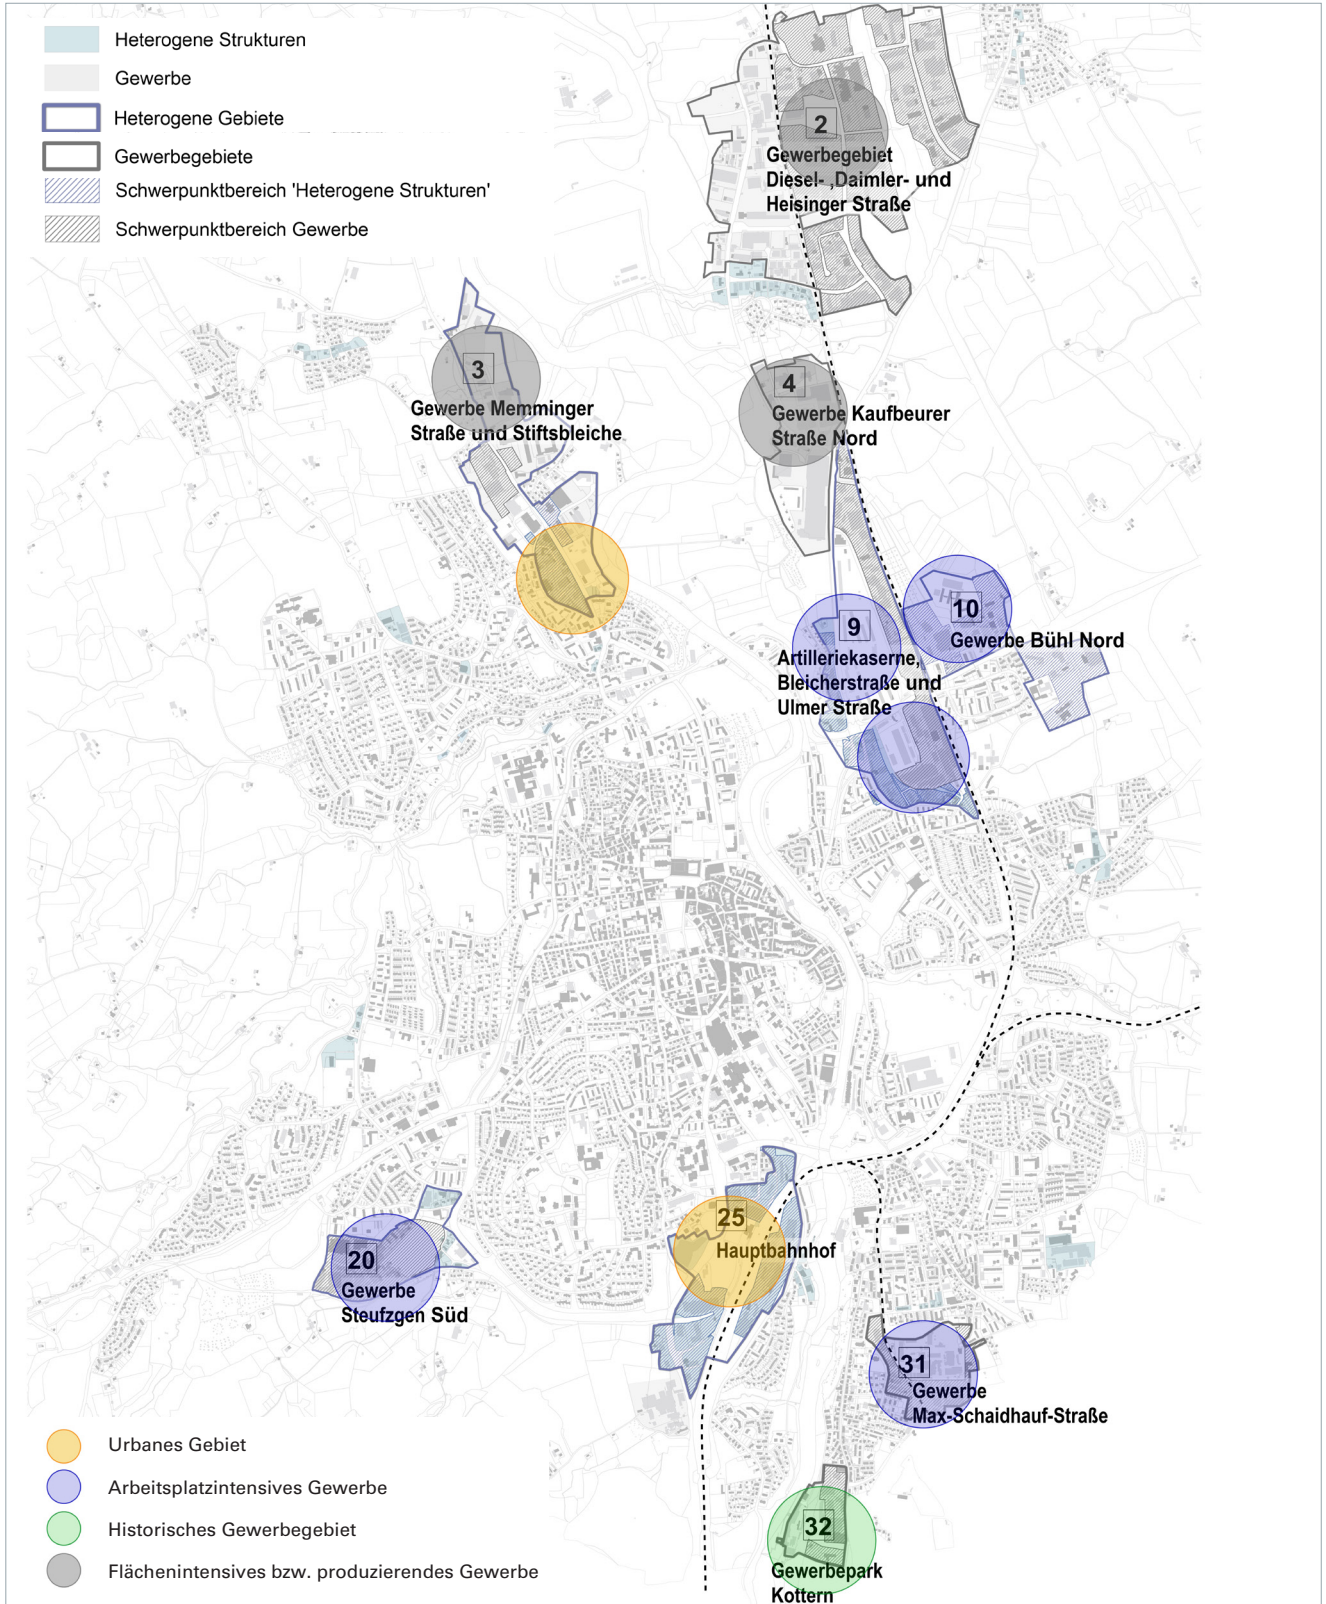 Heterogene Strukturen
Gewerbe
Heterogene Gebiete
Gewerbegebiete
Schwerpunktbereich 'Heterogene Strukturen'
Schwerpunktbereich Gewerbe
2
Gewerbegebiet
Diesel- ,Daimler- und
Heisinger Straße
3
Gewerbe Memminger
Straße und Stiftsbleiche
4
Gewerbe Kaufbeurer
Straße Nord
10
Gewerbe Bühl Nord
9
Artilleriekaserne,
Bleicherstraße und
Ulmer Straße
25
Hauptbahnhof
20
Gewerbe
Steufzgen Süd
31
Gewerbe
Max-Schaidhauf-Straße
32
Gewerbepark
Kottern
Urbanes Gebiet
Arbeitsplatzintensives Gewerbe
Historisches Gewerbegebiet
Flächenintensives bzw. produzierendes Gewerbe